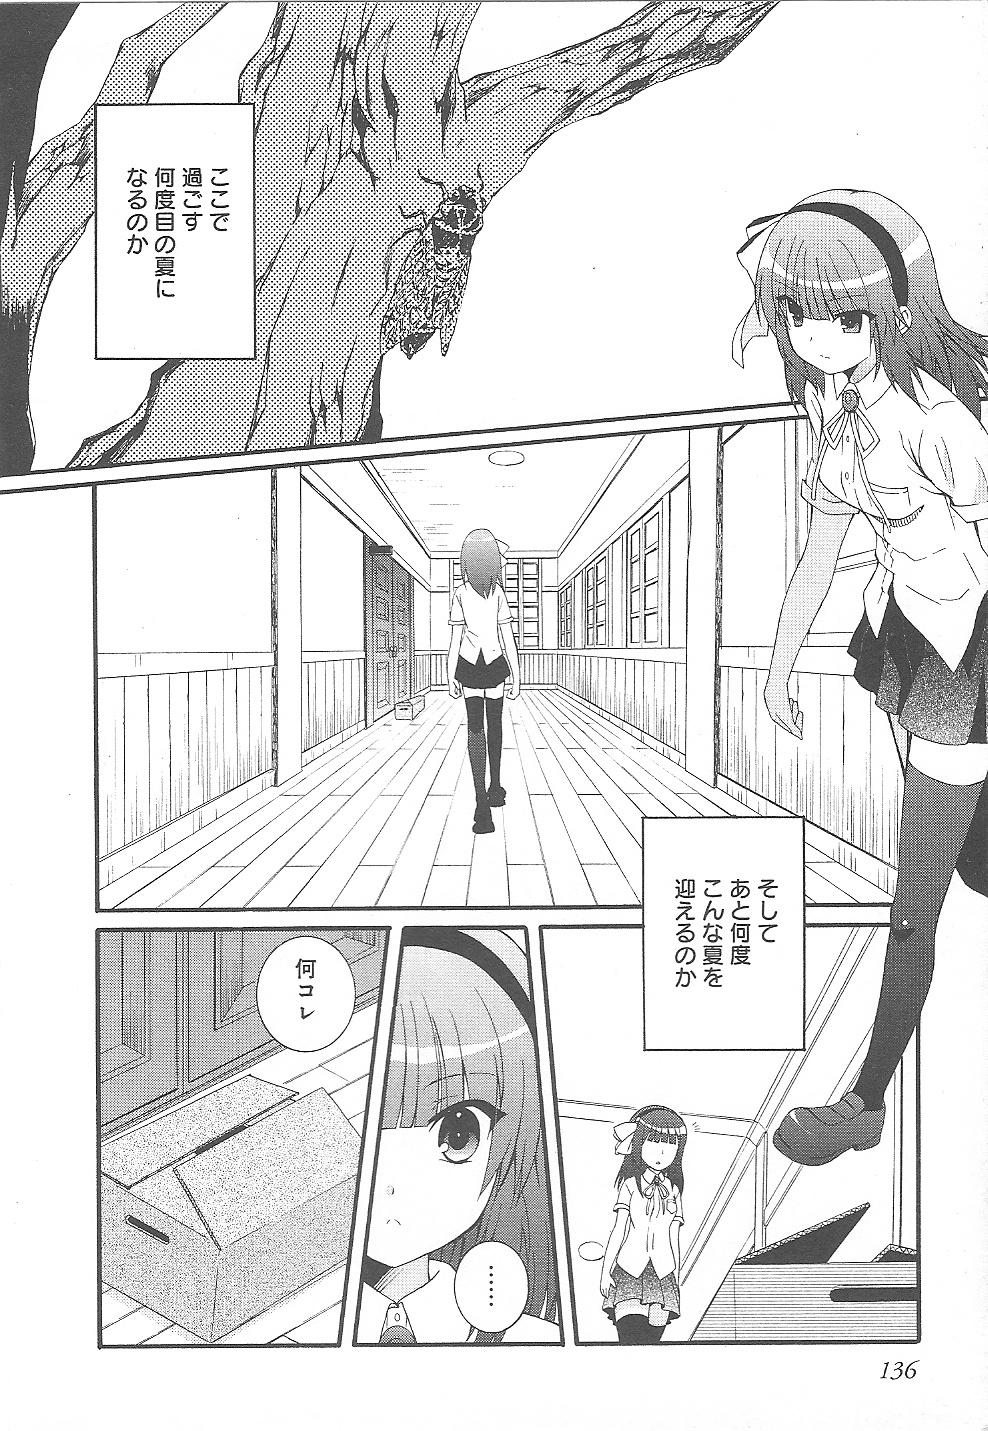 ここで
過ごす
何度目の夏に
なるのか
そして
あと何度
こんな夏を
迎えるのか
……
何コレ
136